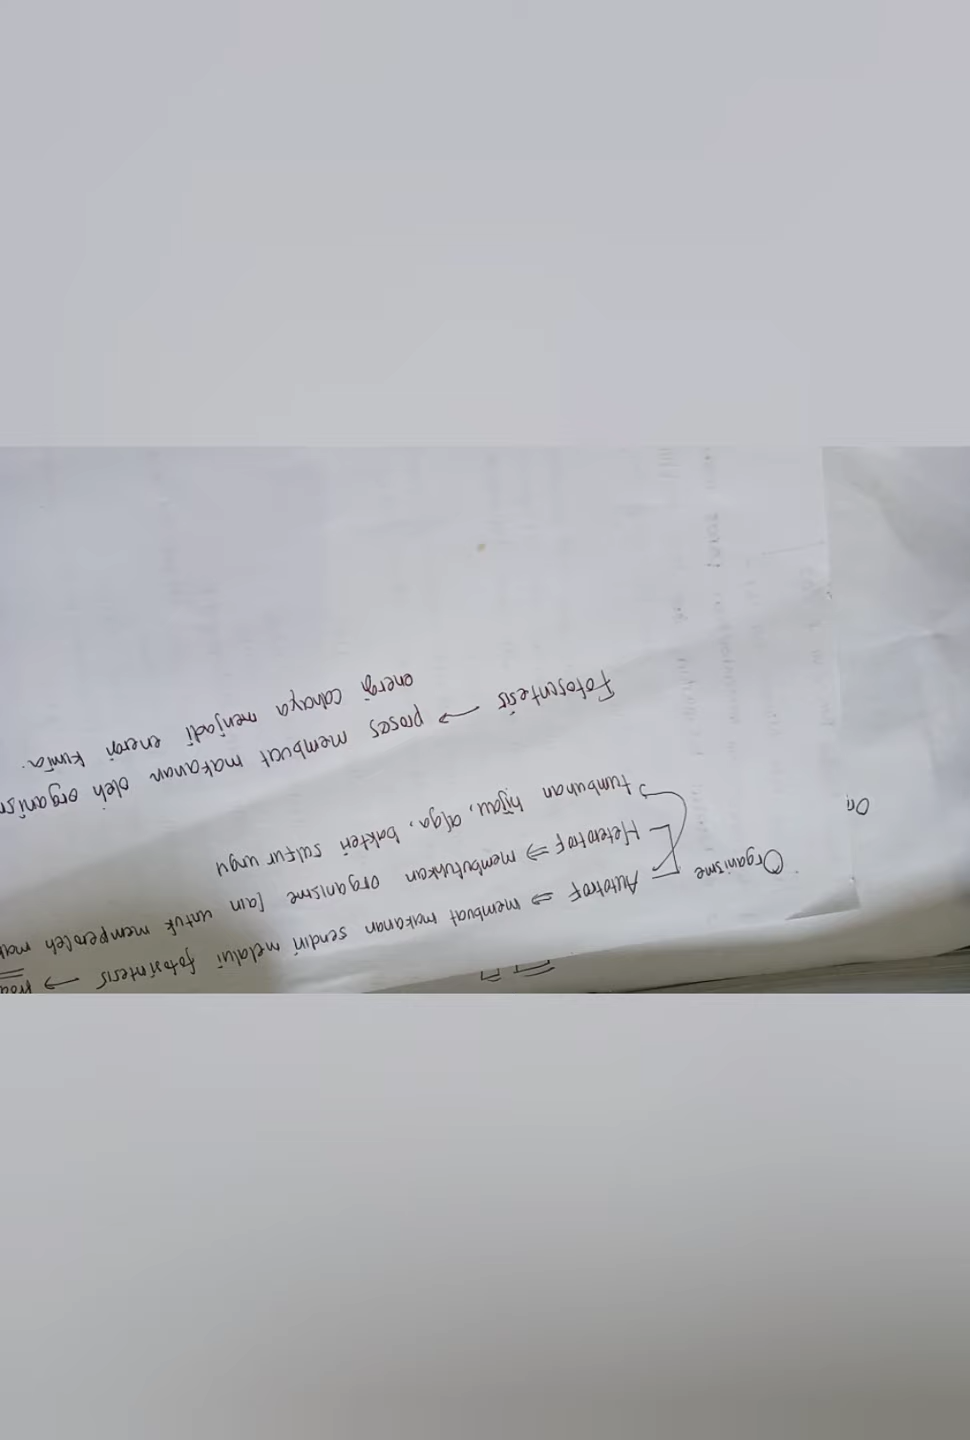 Autotrof ⇒ membuat makanan sendiri melalui fotosintesis →
Organisme
Heterotrof ⇒ membutuhkan organisme lain untuk memperoleh
tumbuhan hijau, alga, bakteri sulfur ungu
Fotosintesis → proses membuat makanan oleh
energi cahaya menjadi energi kimia.